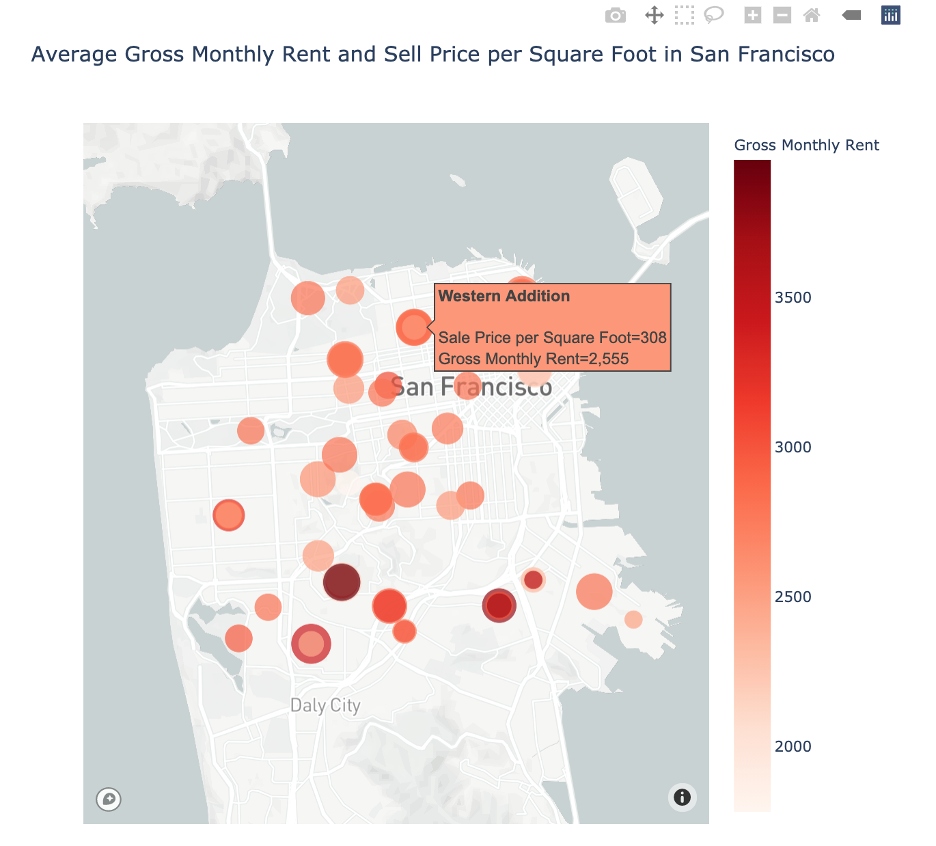 Average Gross Monthly Rent and Sell Price per Square Foot in San Francisco
Gross Monthly Rent
Western Addition
Sale Price per Square Foot=308
Gross Monthly Rent=2,555
3500
San Francisco
3000
2500
Daly City
2000